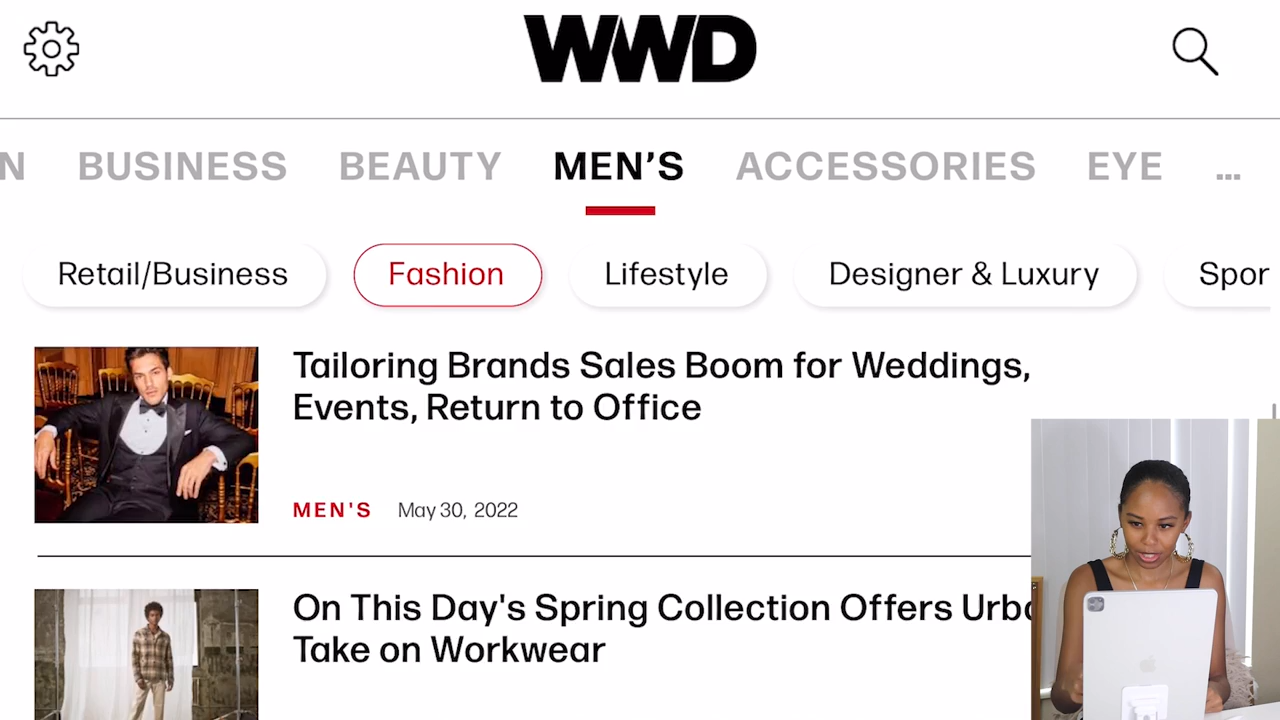 WWD
N BUSINESS BEAUTY MEN'S ACCESSORIES EYE ...
Retail/Business Fashion Lifestyle Designer & Luxury Spor
Tailoring Brands Sales Boom for Weddings,
Events, Return to Office
MEN'S May 30, 2022
On This Day's Spring Collection Offers Urb
Take on Workwear